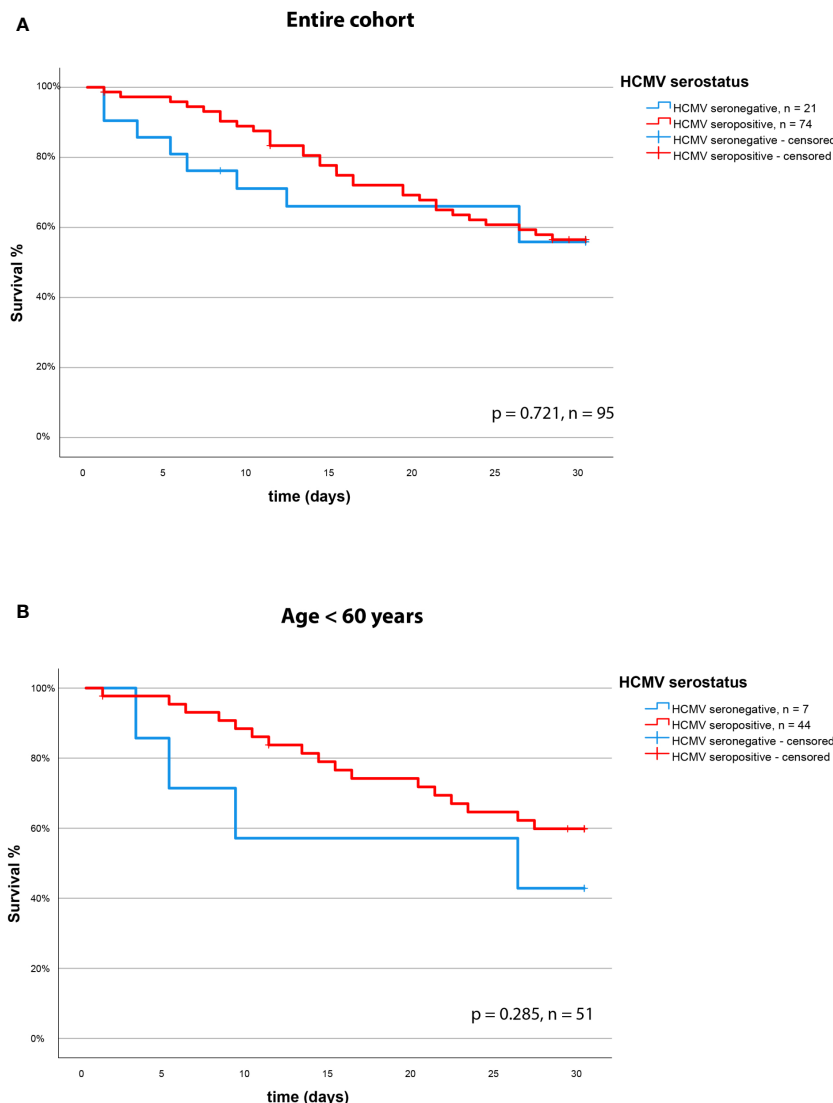 A
Entire cohort
HCMV serostatus
HCMV seronegative, n = 21
HCMV seropositive, n = 74
HCMV seronegative - censored
HCMV seropositive - censored
100%
80%
60%
40%
20%
0%
Survival %
p = 0.721, n = 95
0 5 10 15 20 25 30
time (days)
B
Age < 60 years
HCMV serostatus
HCMV seronegative, n = 7
HCMV seropositive, n = 44
HCMV seronegative - censored
HCMV seropositive - censored
100%
80%
60%
40%
20%
0%
Survival %
p = 0.285, n = 51
0 5 10 15 20 25 30
time (days)